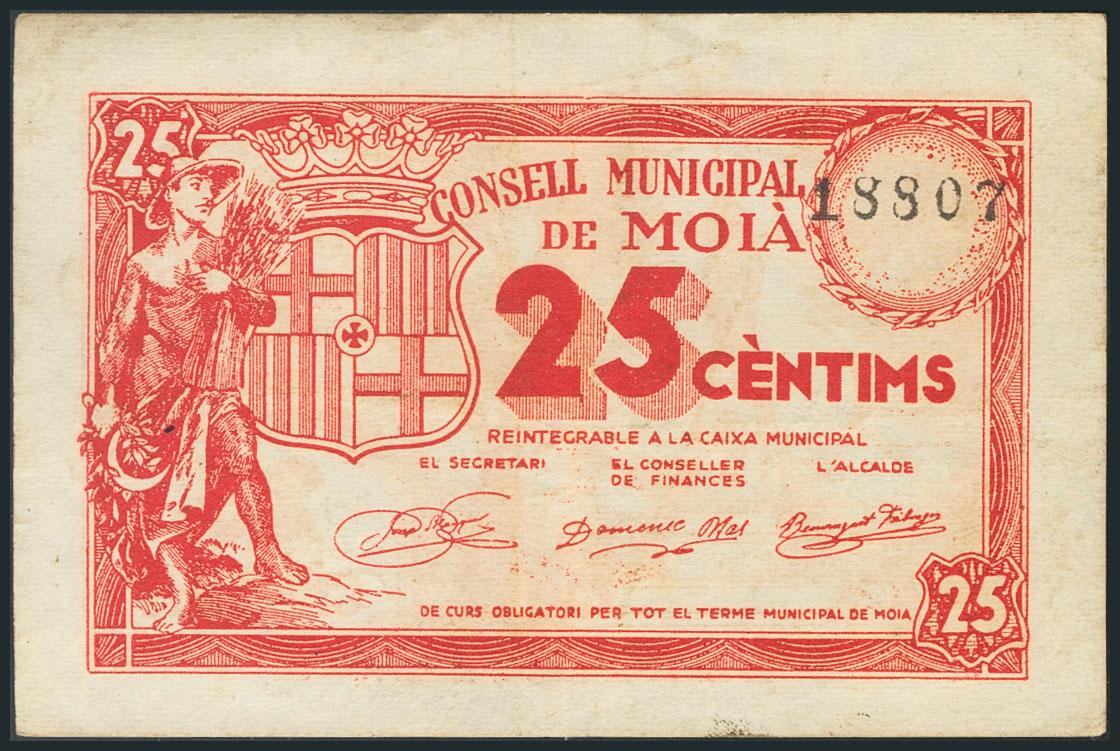 25
CONSELL MUNICIPAL
DE MOIÀ
18807
25 CÈNTIMS
REINTEGRABLE A LA CAIXA MUNICIPAL
EL SECRETARI EL CONSELLER DE FINANCES L'ALCALDE
Domenec
DE CURS OBLIGATORI PER TOT EL TERME MUNICIPAL DE MOIA
25